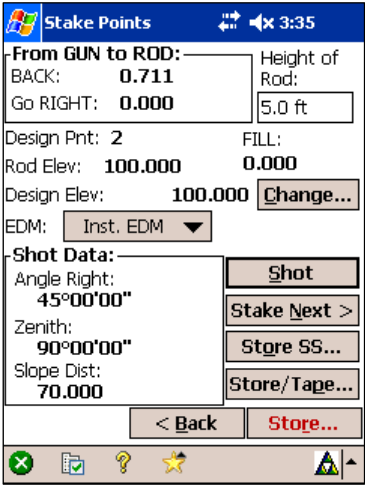 Stake Points 3:35
From GUN to ROD:
BACK: 0.711
Go RIGHT: 0.000
Height of Rod:
5.0 ft
Design Pnt: 2 FILL:
Rod Elev: 100.000 0.000
Design Elev: 100.000 Change...
EDM: Inst. EDM
Shot Data:
Angle Right:
45°00'00"
Zenith:
90°00'00"
Slope Dist:
70.000
Shot
Stake Next >
Store SS...
Store/Tape...
< Back Store...